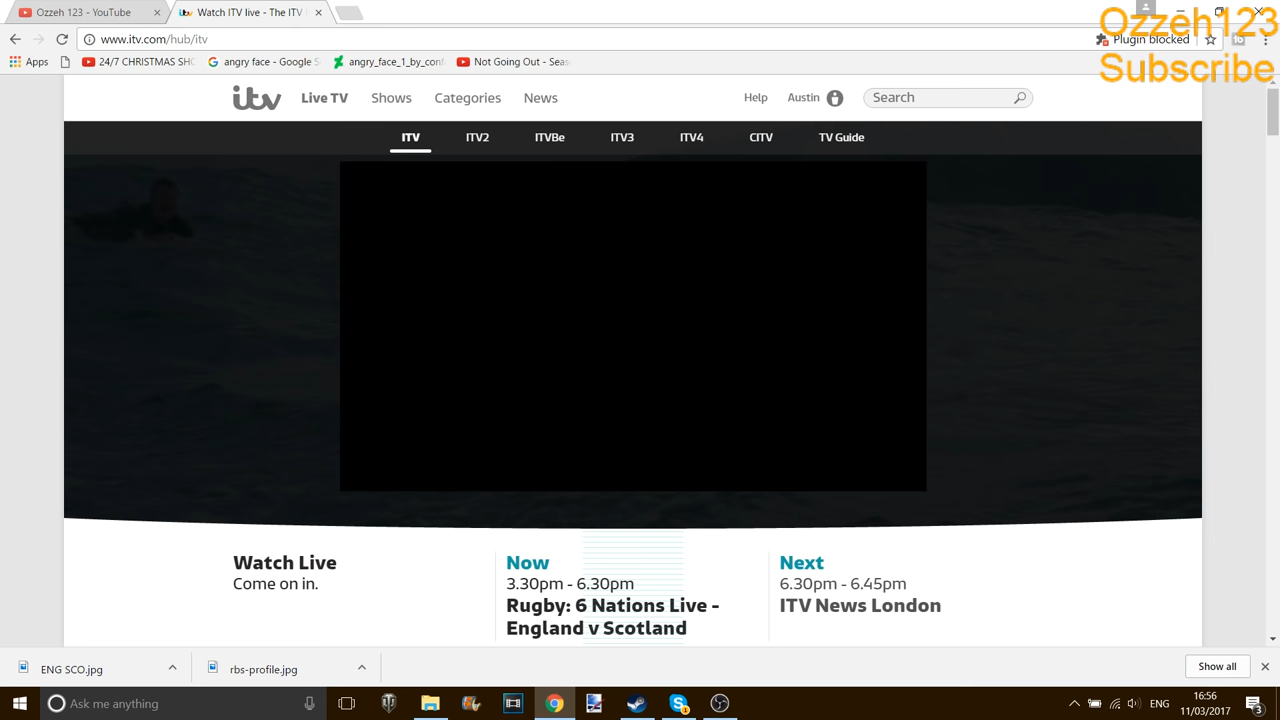 Ozzeh 123 - YouTube
Watch ITV live - The ITV
Ozzeh123
Subscribe
www.itv.com/hub/itv
Plugin blocked
Apps
24/7 CHRISTMAS SHO
angry face - Google S
angry_face_1_By_conf
Not Going Out - Seas
itv
Live TV
Shows
Categories
News
Help
Austin
Search
ITV
ITV2
ITVBe
ITV3
ITV4
CITV
TV Guide
Watch Live
Come on in.
Now
3.30pm - 6.30pm
Rugby: 6 Nations Live -
England v Scotland
Next
6.30pm - 6.45pm
ITV News London
ENG SCO.jpg
rbs-profile.jpg
Show all
Ask me anything
ENG
16:56
11/03/2017
3